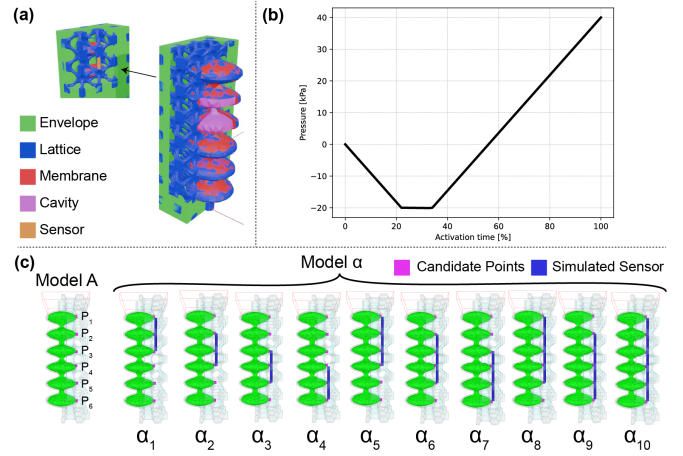 (a)
Envelope
Lattice
Membrane
Cavity
Sensor
(b)
Pressure [kPa]
40
30
20
10
0
−10
−20
0
20
40
60
80
100
Activation time [%]
(c)
Model A
Model α
Candidate Points
Simulated Sensor
P1
P2
P3
P4
P5
P6
α1
α2
α3
α4
α5
α6
α7
α8
α9
α10